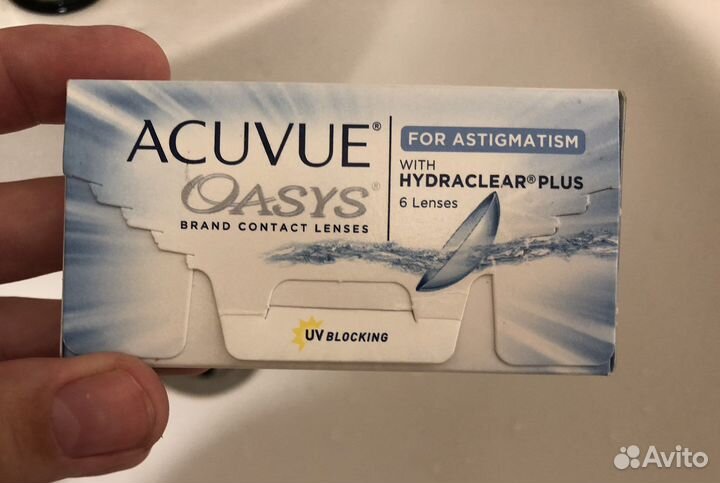 ACUVUE®
OASYS®
BRAND CONTACT LENSES
FOR ASTIGMATISM
WITH
HYDRACLEAR® PLUS
6 Lenses
UV BLOCKING
Avito